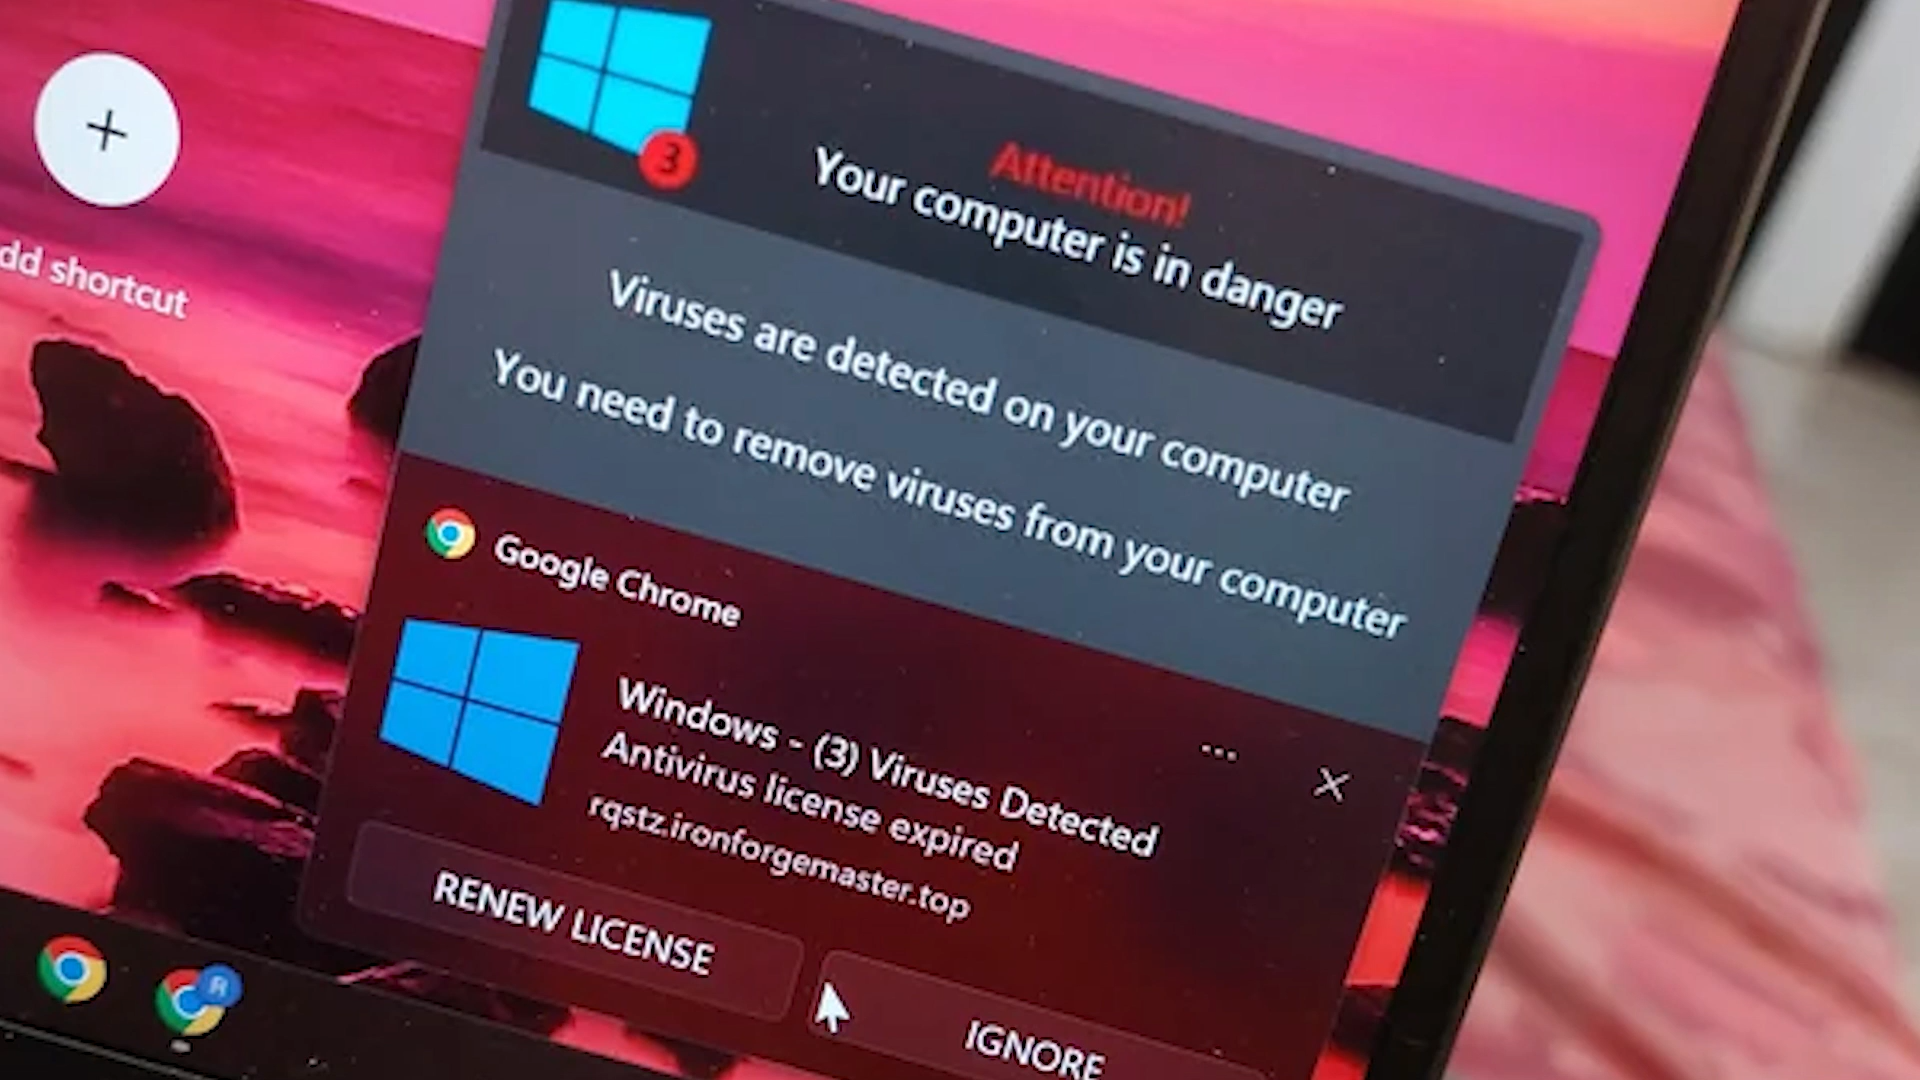 3
Attention!
Your computer is in danger
Viruses are detected on your computer
You need to remove viruses from your computer
dd shortcut
Google Chrome
Windows - (3) Viruses Detected
Antivirus license expired
rqstz.ironforgemaster.top
RENEW LICENSE
IGNORE
R